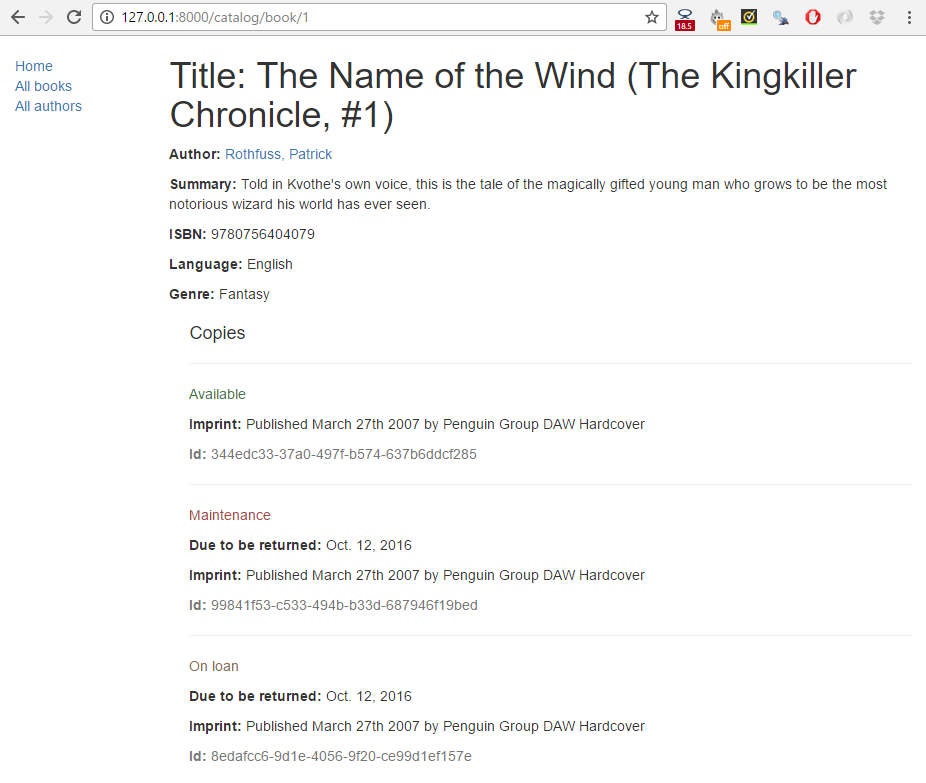 127.0.0.1:8000/catalog/book/1
18.5
off
Home
All books
All authors
Title: The Name of the Wind (The Kingkiller
Chronicle, #1)
Author: Rothfuss, Patrick
Summary: Told in Kvothe's own voice, this is the tale of the magically gifted young man who grows to be the most
notorious wizard his world has ever seen.
ISBN: 9780756404079
Language: English
Genre: Fantasy
Copies
Available
Imprint: Published March 27th 2007 by Penguin Group DAW Hardcover
Id: 344edc33-37a0-497f-b574-637b6ddcf285
Maintenance
Due to be returned: Oct. 12, 2016
Imprint: Published March 27th 2007 by Penguin Group DAW Hardcover
Id: 99841f53-c533-494b-b33d-687946f19bed
On loan
Due to be returned: Oct. 12, 2016
Imprint: Published March 27th 2007 by Penguin Group DAW Hardcover
Id: 8edafcc6-9d1e-4056-9f20-ce99d1ef157e